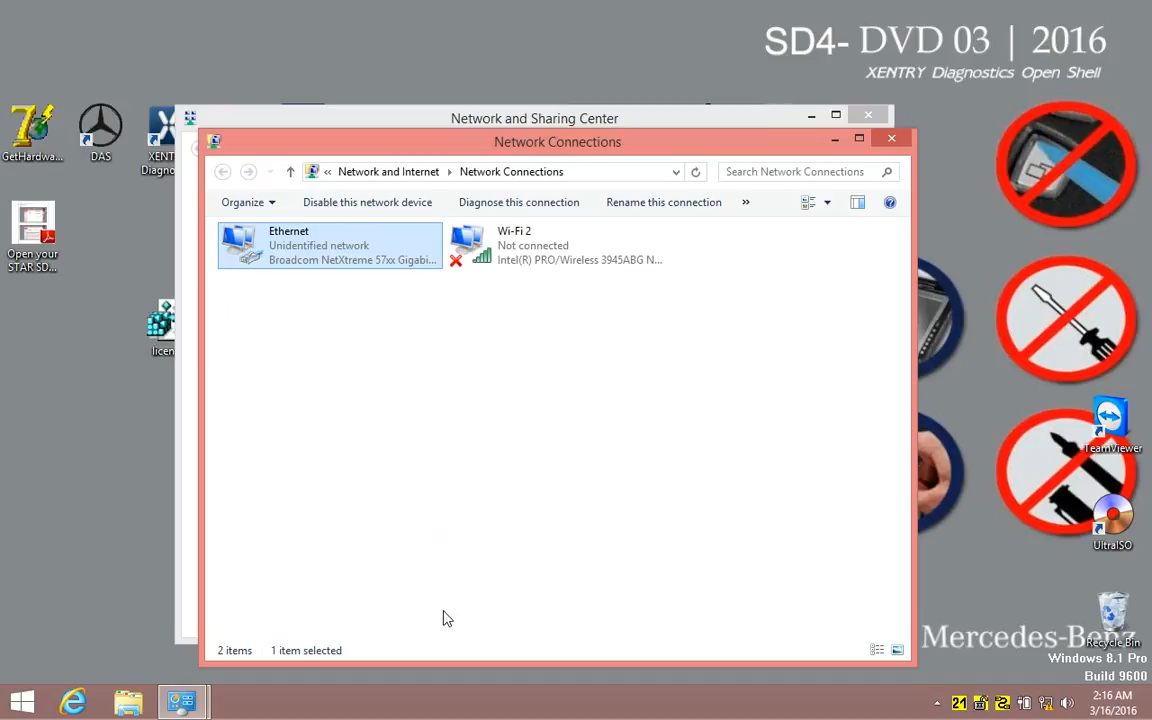 SD4- DVD 03 | 2016
XENTRY Diagnostics Open Shell
GetHardwa...
DAS
XENT
Diagno
Open your
STAR SD...
licen
Network and Sharing Center
Network Connections
« Network and Internet Network Connections
Search Network Connections
Organize
Disable this network device
Diagnose this connection
Rename this connection
»
Ethernet
Unidentified network
Broadcom NetXtreme 57xx Gigabi...
Wi-Fi 2
Not connected
Intel(R) PRO/Wireless 3945ABG N...
TeamViewer
UltraISO
Recycle Bin
2 items 1 item selected
Mercedes-Benz
Windows 8.1 Pro
Build 9600
21
2:16 AM
3/16/2016